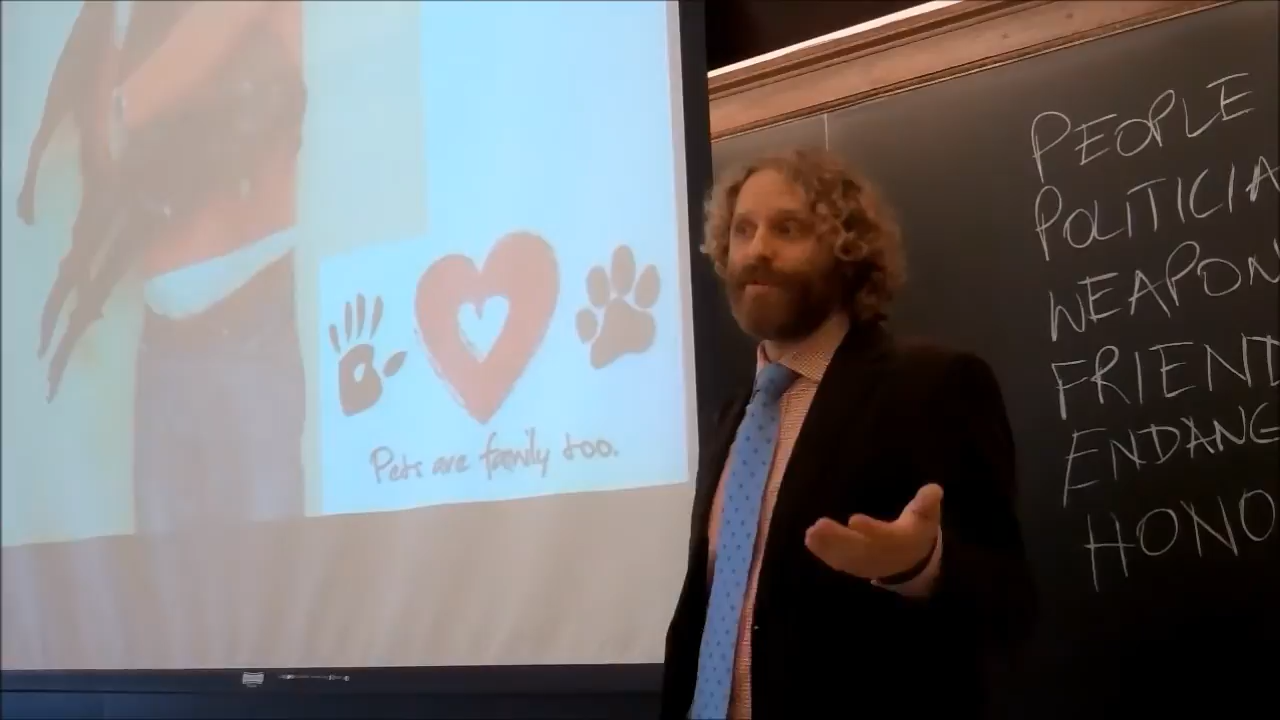 Pets are family too.
PEOPLE
POLITICIA
WEAPON
FRIEND
ENDANG
HONO